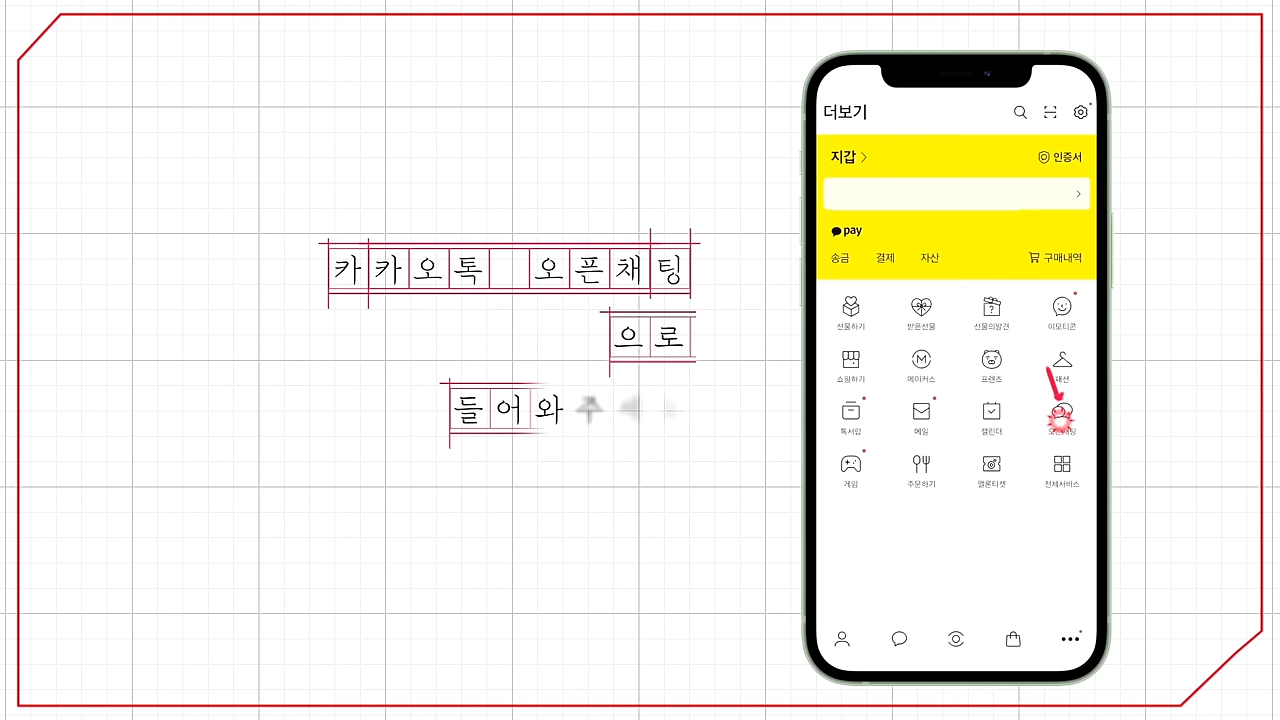 카카오톡 오픈채팅
으로
들어와
더보기
지갑
인증서
pay
송금 결제 자산 구매내역
선물하기 받은선물 선물의발견 이모티콘
?
쇼핑하기 메이커스 프렌즈 패션
M
톡서랍 메일 캘린더
게임 주문하기 멜론티켓 전체서비스